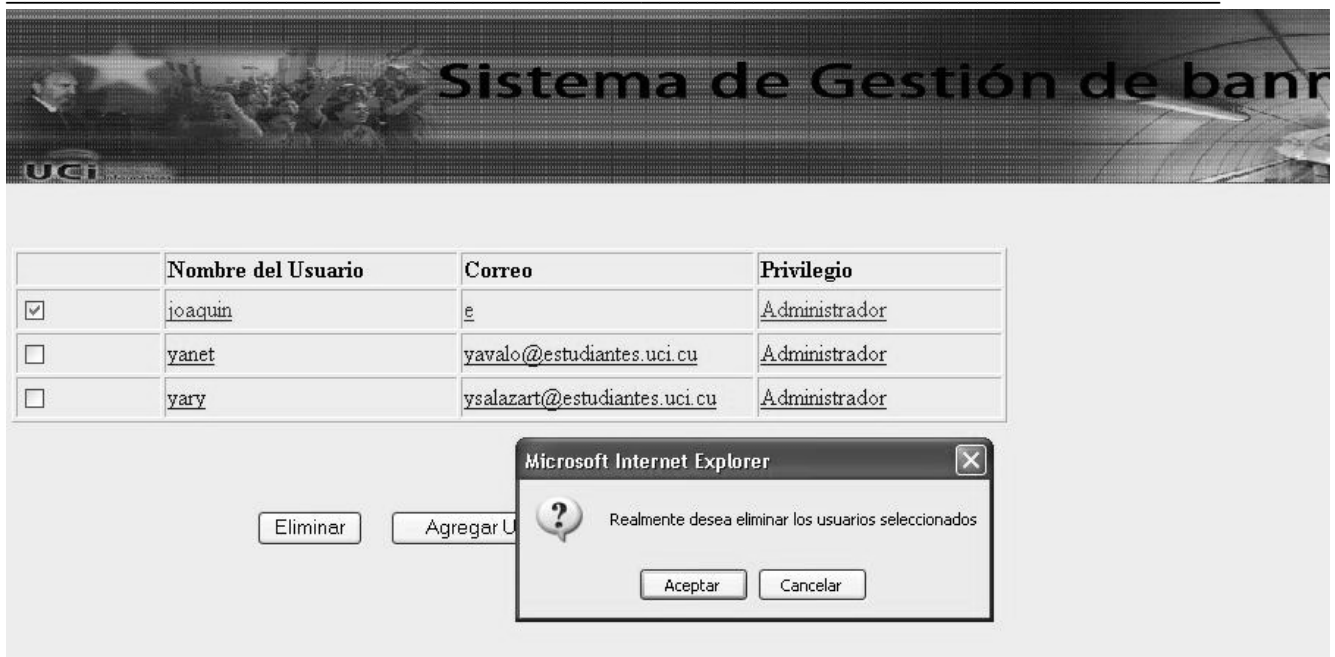 Sistema de Gestión de bann
UCi
Nombre del Usuario Correo Privilegio
joaquin e Administrador
yanet yavalo@estudiantes.uci.cu Administrador
yary ysalazart@estudiantes.uci.cu Administrador
Microsoft Internet Explorer
Realmente desea eliminar los usuarios seleccionados
Eliminar Agregar U
Aceptar Cancelar